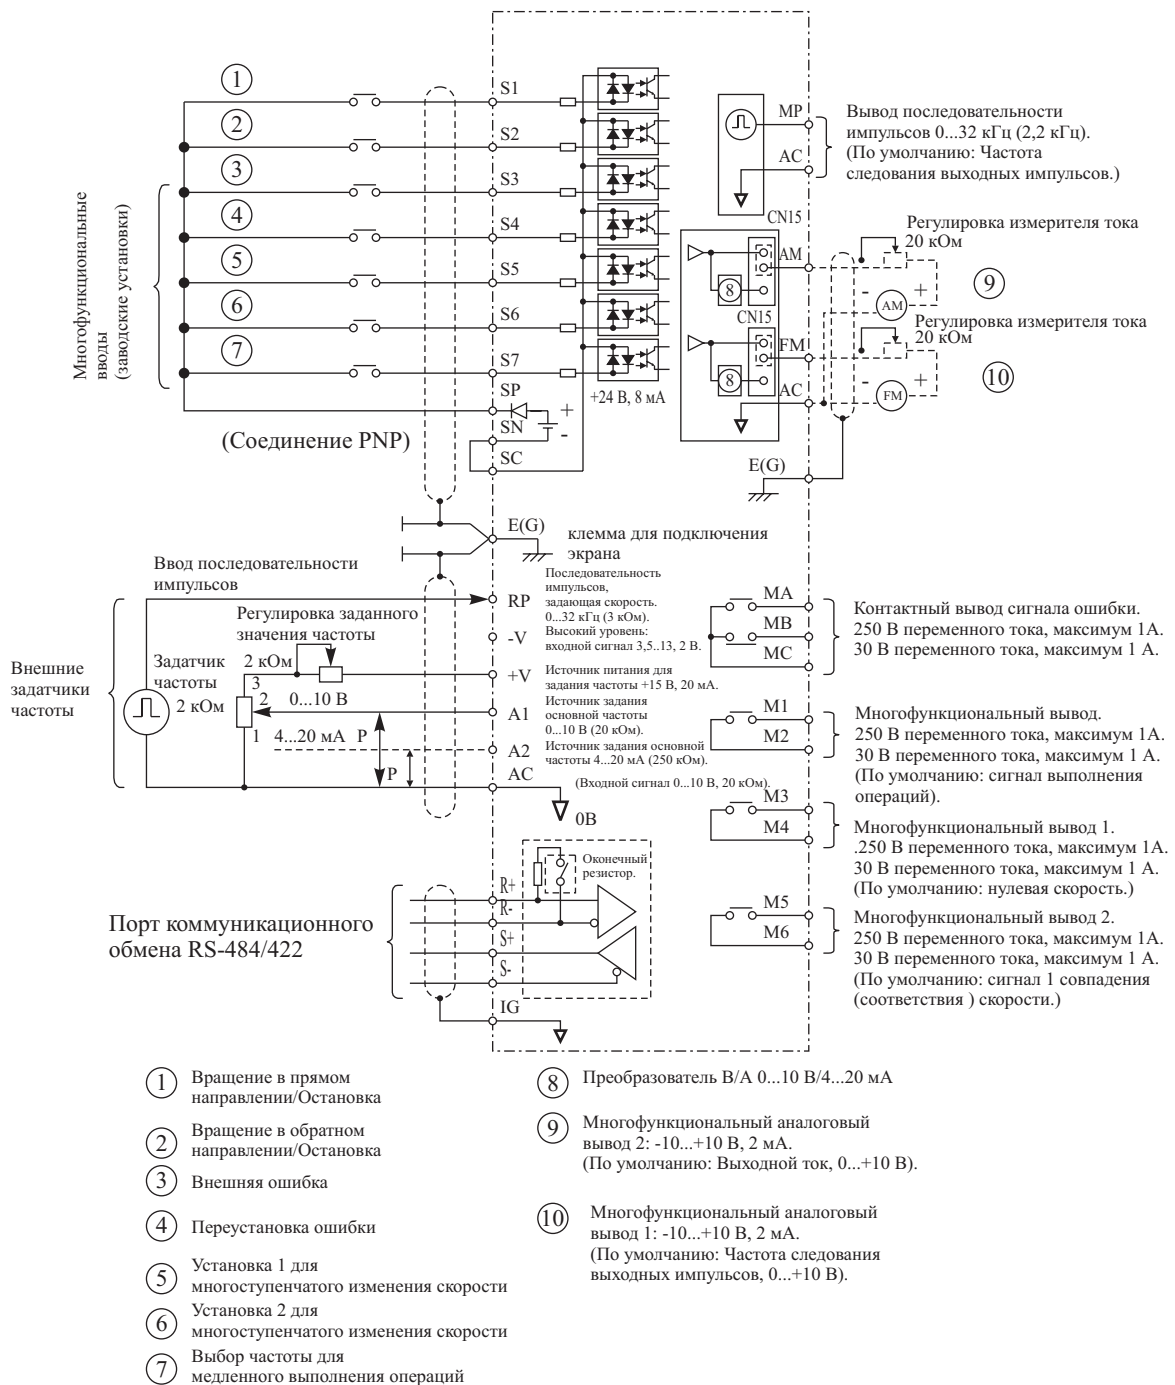 1
S1
2
S2
3
S3
4
S4
5
S5
6
S6
7
S7
Многофункциональные
вводы
(заводские установки)
SP
+24 В, 8 мА
+
SN
-
SC
(Соединение PNP)
MP
AC
Вывод последовательности
импульсов 0...32 кГц (2,2 кГц).
(По умолчанию: Частота
следования выходных импульсов.)
CN15
AM
8
Регулировка измерителя тока
20 кОм
-
+
AM
9
CN15
FM
8
AC
Регулировка измерителя тока
20 кОм
-
+
FM
10
E(G)
E(G)
клемма для подключения
экрана
Ввод последовательности
импульсов
RP
Последовательность
импульсов,
задающая скорость.
0...32 кГц (3 кОм).
Высокий уровень:
входной сигнал 3,5..13, 2 В.
-V
Регулировка заданного
значения частоты
2 кОм
+V
Источник питания для
задания частоты +15 В, 20 мА.
Внешние
задатчики
частоты
Задатчик
частоты
2 кОм
3
2
1
0...10 В
A1
Источник задания
основной частоты
0...10 В (20 кОм).
4...20 мА
P
A2
Источник задания основной
частоты 4...20 мА (250 кОм).
P
AC
(Входной сигнал 0...10 В, 20 кОм).
0В
MA
MB
MC
Контактный вывод сигнала ошибки.
250 В переменного тока, максимум 1А.
30 В переменного тока, максимум 1 А.
M1
M2
Многофункциональный вывод.
250 В переменного тока, максимум 1А.
30 В переменного тока, максимум 1 А.
(По умолчанию: сигнал выполнения
операций).
M3
M4
Многофункциональный вывод 1.
.250 В переменного тока, максимум 1А.
30 В переменного тока, максимум 1 А.
(По умолчанию: нулевая скорость.)
M5
M6
Многофункциональный вывод 2.
250 В переменного тока, максимум 1А.
30 В переменного тока, максимум 1 А.
(По умолчанию: сигнал 1 совпадения
(соответствия ) скорости.)
Порт коммуникационного
обмена RS-484/422
R+
R-
S+
S-
IG
Оконечный
резистор.
1 Вращение в прямом
направлении/Остановка
2 Вращение в обратном
направлении/Остановка
3 Внешняя ошибка
4 Переустановка ошибки
5 Установка 1 для
многоступенчатого изменения скорости
6 Установка 2 для
многоступенчатого изменения скорости
7 Выбор частоты для
медленного выполнения операций
8 Преобразователь В/А 0...10 В/4...20 мА
9 Многофункциональный аналоговый
вывод 2: -10...+10 В, 2 мА.
(По умолчанию: Выходной ток, 0...+10 В).
10 Многофункциональный аналоговый
вывод 1: -10...+10 В, 2 мА.
(По умолчанию: Частота следования
выходных импульсов, 0...+10 В).